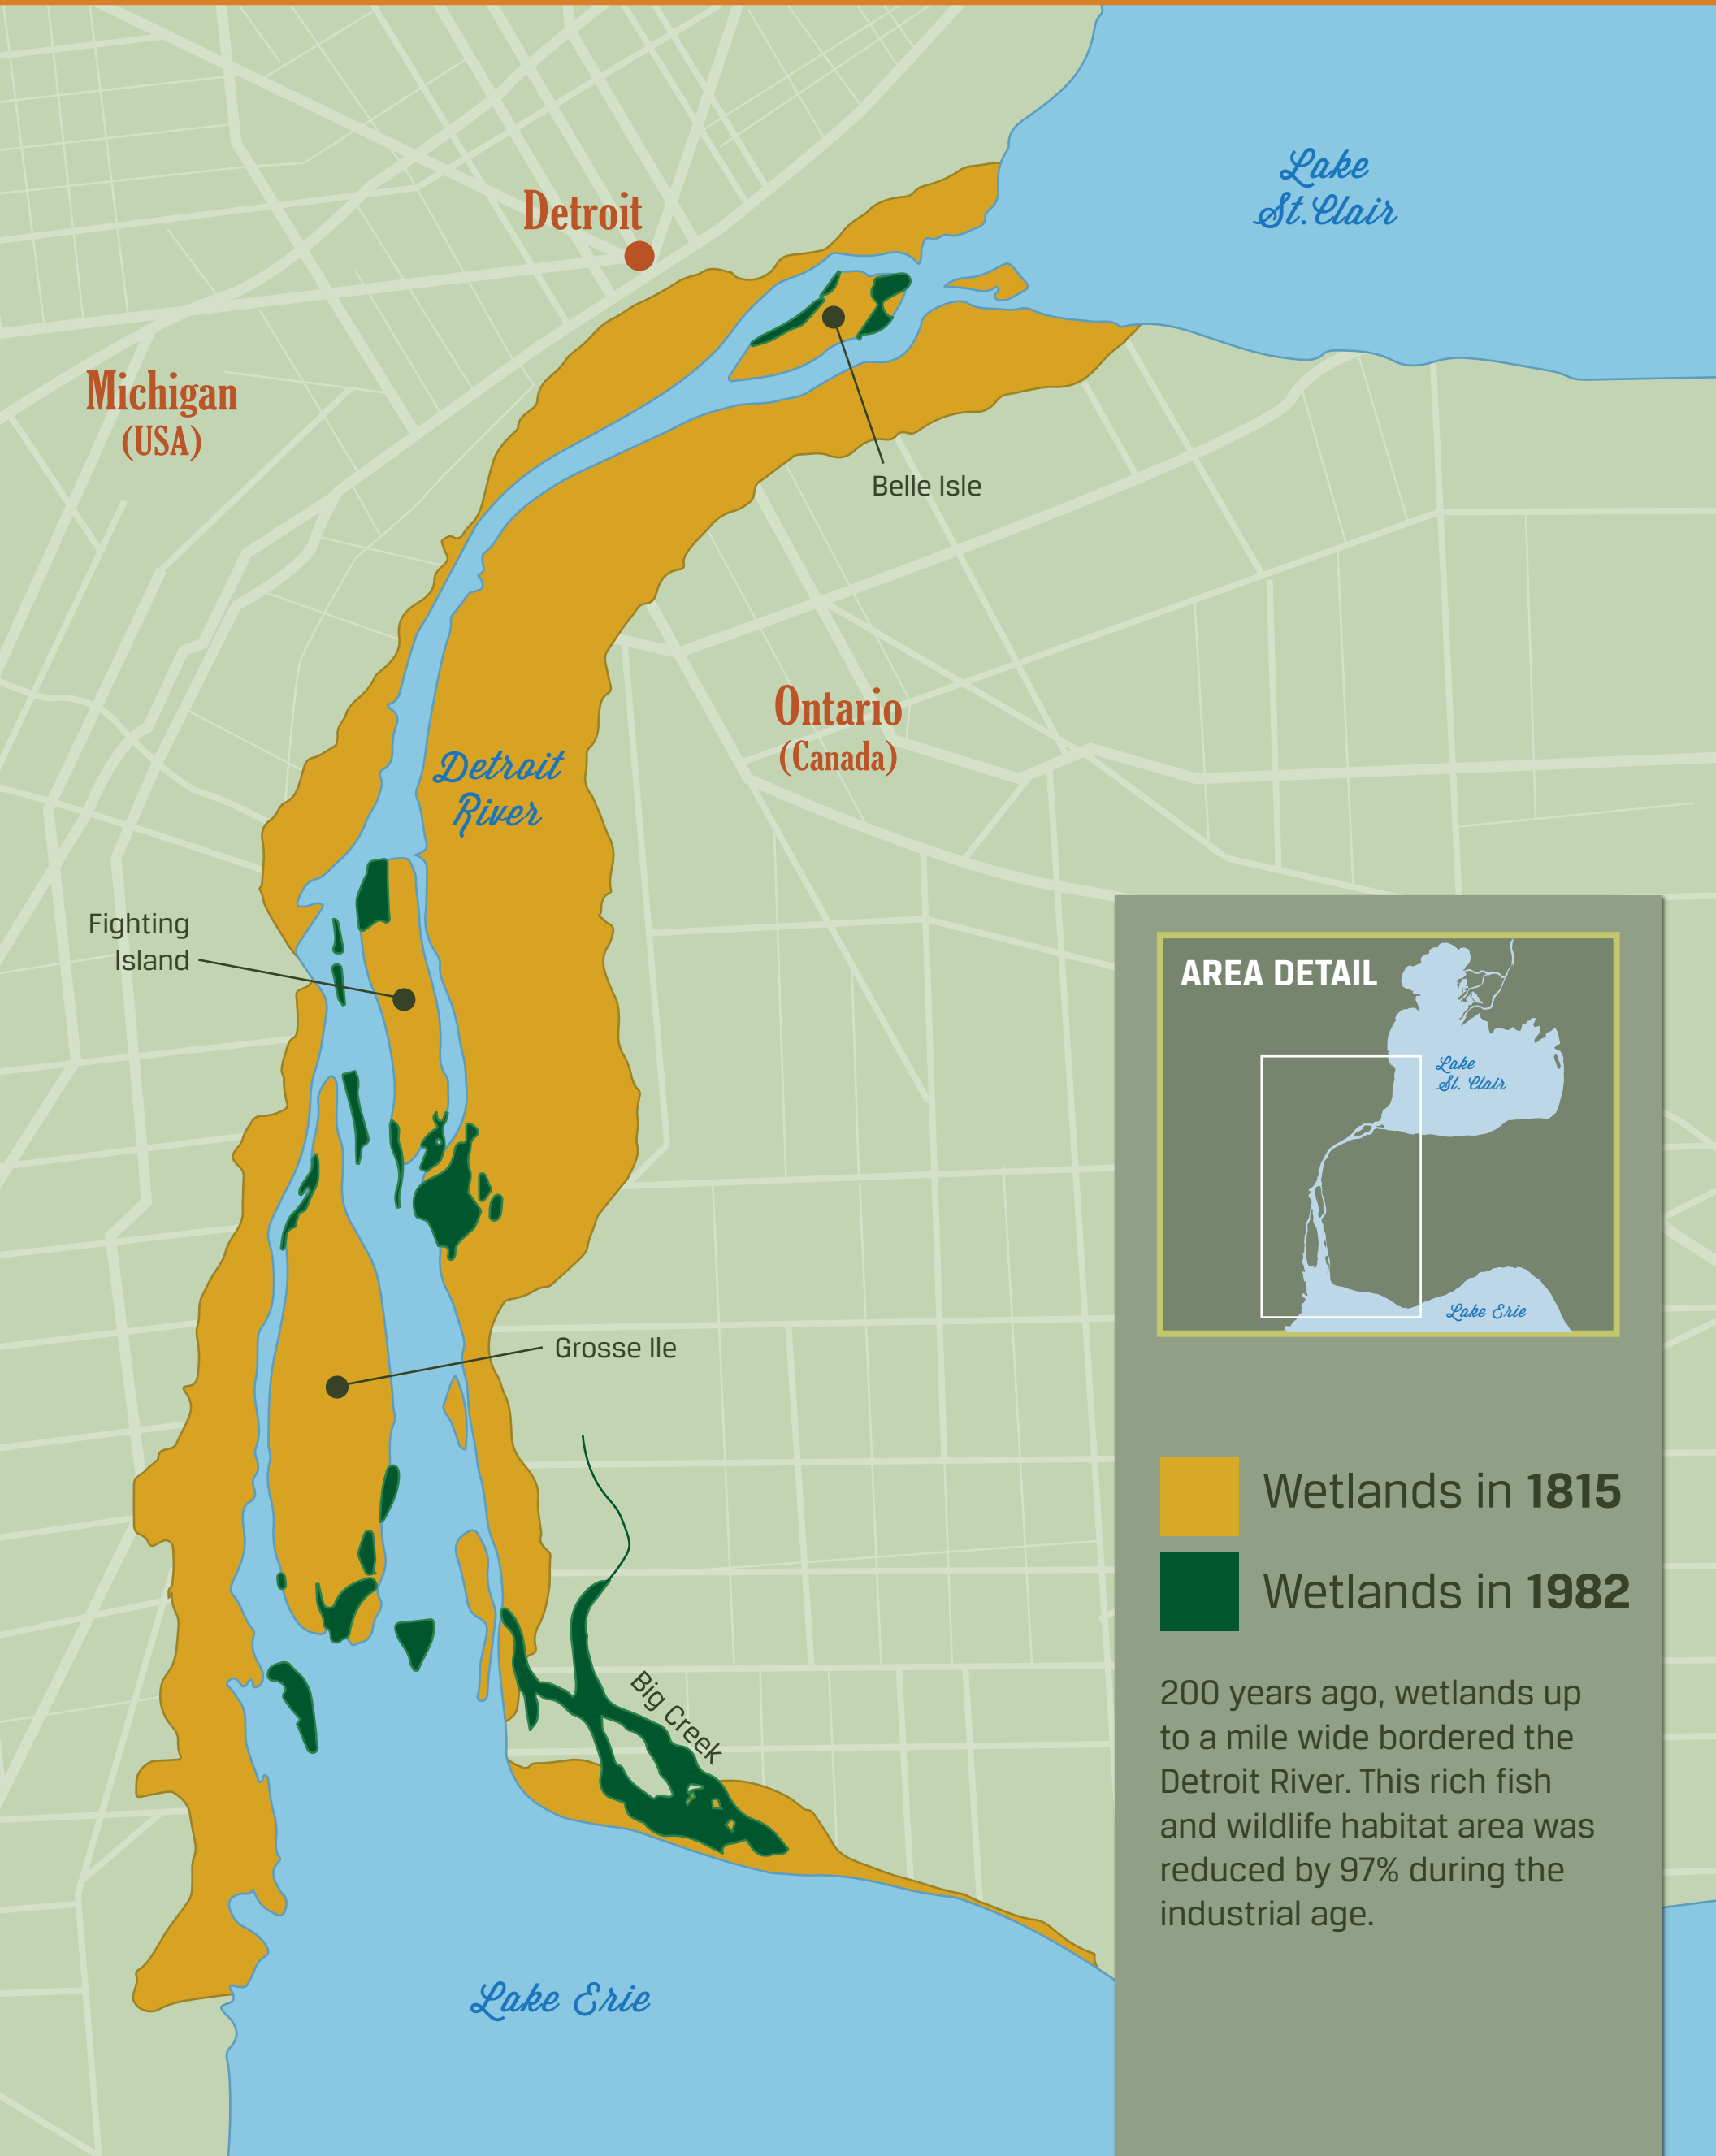 Lake
St. Clair
Detroit
Michigan
(USA)
Belle Isle
Ontario
(Canada)
Detroit
River
Fighting
Island
AREA DETAIL
Lake
St. Clair
Lake Erie
Grosse Ile
Wetlands in 1815
Wetlands in 1982
Big Creek
200 years ago, wetlands up
to a mile wide bordered the
Detroit River. This rich fish
and wildlife habitat area was
reduced by 97% during the
industrial age.
Lake Erie